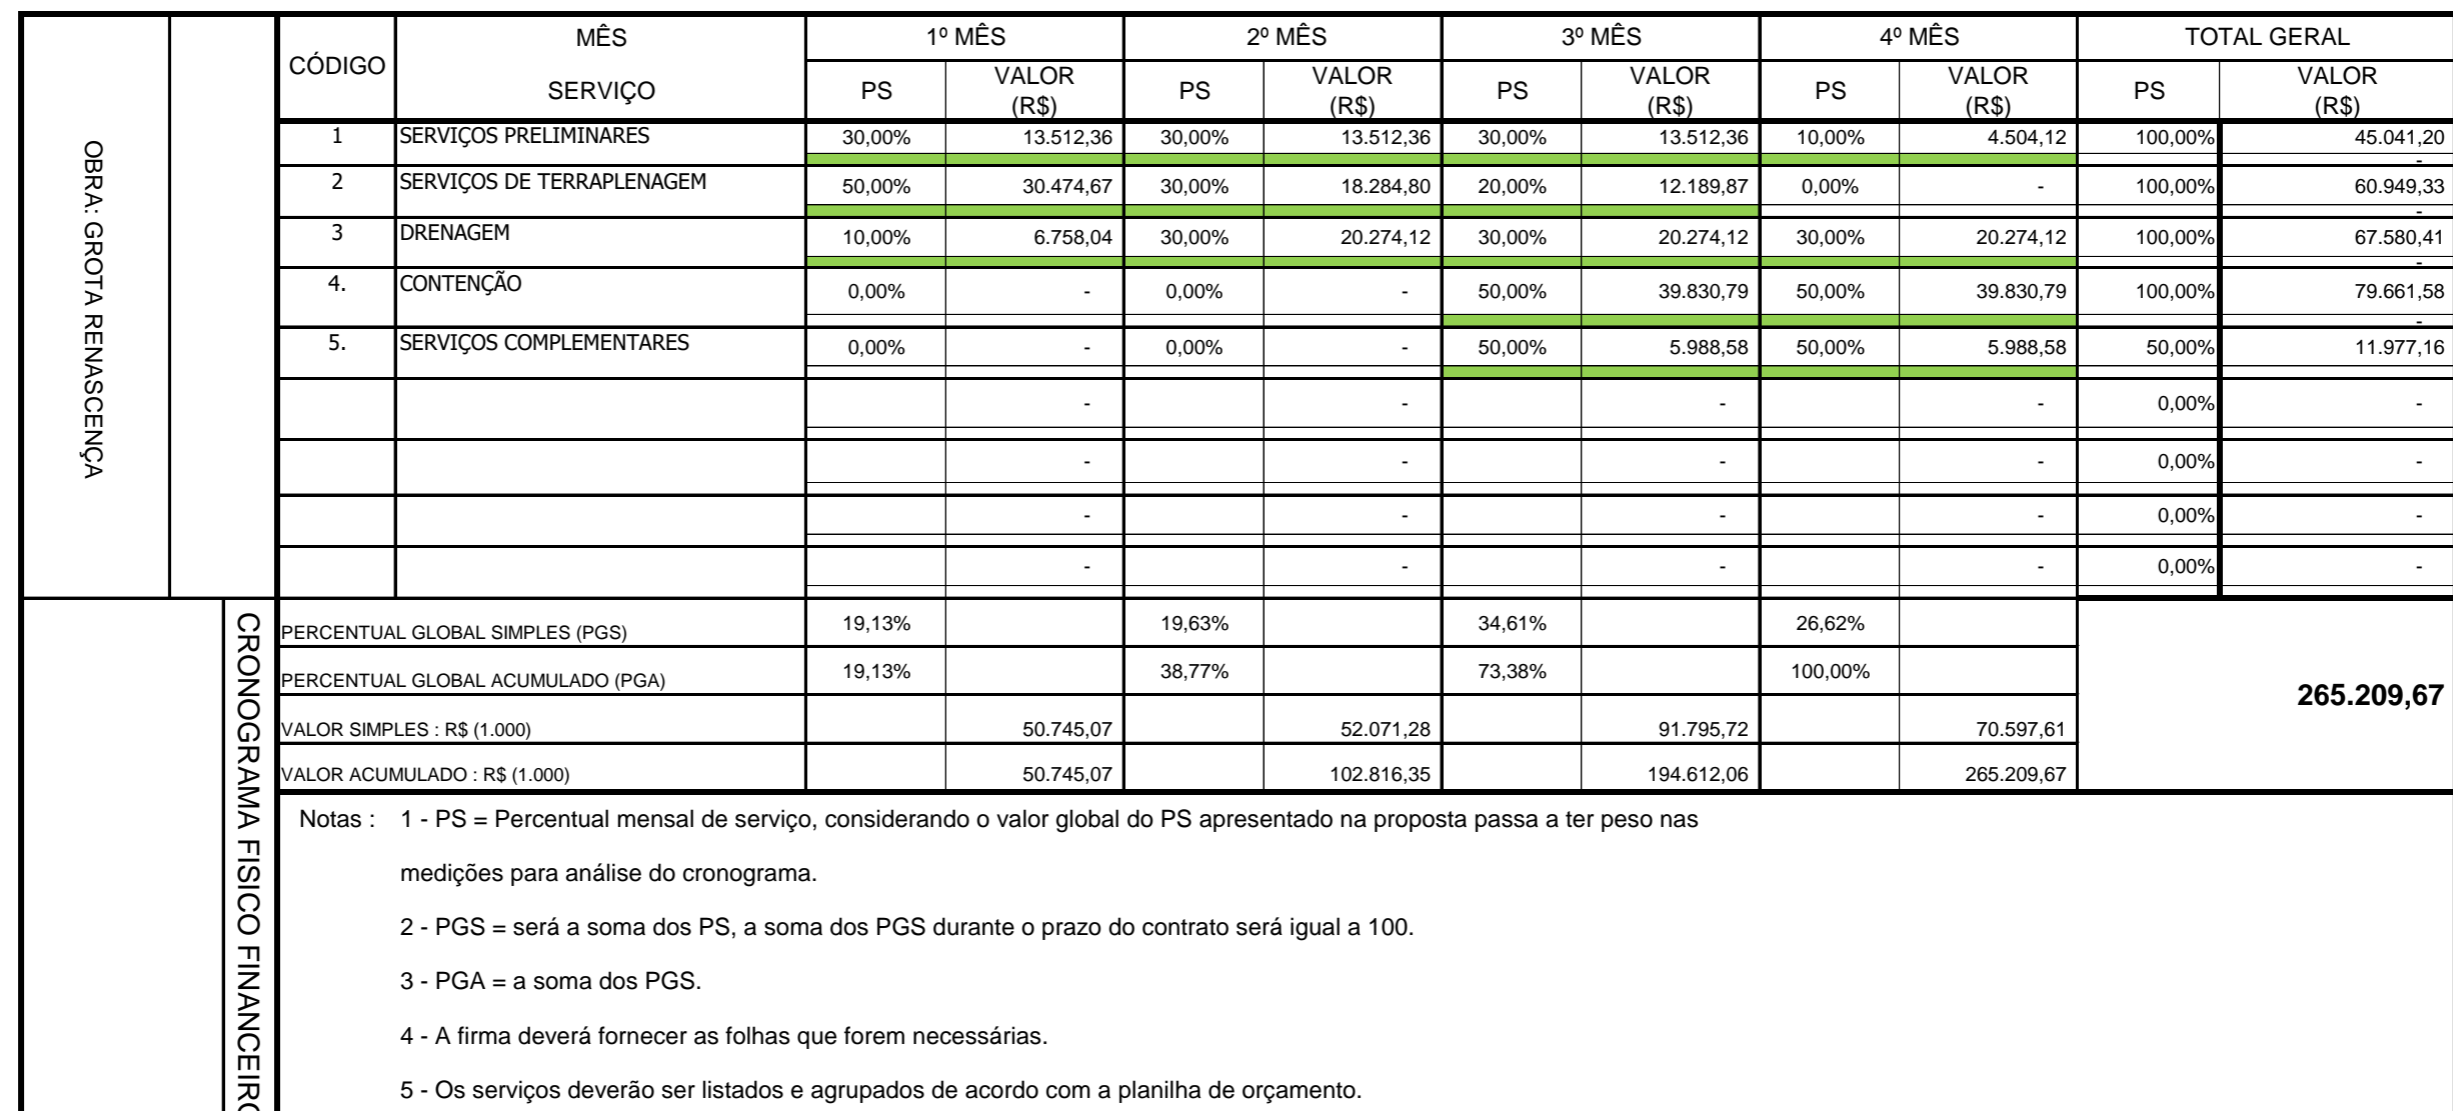 OBRA: GROTA RENASCENÇA
CÓDIGO MÊS 1º MÊS 2º MÊS 3º MÊS 4º MÊS TOTAL GERAL
SERVIÇO PS VALOR (R$) PS VALOR (R$) PS VALOR (R$) PS VALOR (R$) PS VALOR (R$)
1 SERVIÇOS PRELIMINARES 30,00% 13.512,36 30,00% 13.512,36 30,00% 13.512,36 10,00% 4.504,12 100,00% 45.041,20
-
2 SERVIÇOS DE TERRAPLENAGEM 50,00% 30.474,67 30,00% 18.284,80 20,00% 12.189,87 0,00% - 100,00% 60.949,33
-
3 DRENAGEM 10,00% 6.758,04 30,00% 20.274,12 30,00% 20.274,12 30,00% 20.274,12 100,00% 67.580,41
-
4. CONTENÇÃO 0,00% - 0,00% - 50,00% 39.830,79 50,00% 39.830,79 100,00% 79.661,58
-
5. SERVIÇOS COMPLEMENTARES 0,00% - 0,00% - 50,00% 5.988,58 50,00% 5.988,58 50,00% 11.977,16
- - - - 0,00% -
- - - - 0,00% -
- - - - 0,00% -
- - - - 0,00% -
CRONOGRAMA FISICO FINANCEIRO
PERCENTUAL GLOBAL SIMPLES (PGS) 19,13% 19,63% 34,61% 26,62%
PERCENTUAL GLOBAL ACUMULADO (PGA) 19,13% 38,77% 73,38% 100,00%
265.209,67
VALOR SIMPLES : R$ (1.000) 50.745,07 52.071,28 91.795,72 70.597,61
VALOR ACUMULADO : R$ (1.000) 50.745,07 102.816,35 194.612,06 265.209,67
Notas : 1 - PS = Percentual mensal de serviço, considerando o valor global do PS apresentado na proposta passa a ter peso nas
medições para análise do cronograma.
2 - PGS = será a soma dos PS, a soma dos PGS durante o prazo do contrato será igual a 100.
3 - PGA = a soma dos PGS.
4 - A firma deverá fornecer as folhas que forem necessárias.
5 - Os serviços deverão ser listados e agrupados de acordo com a planilha de orçamento.